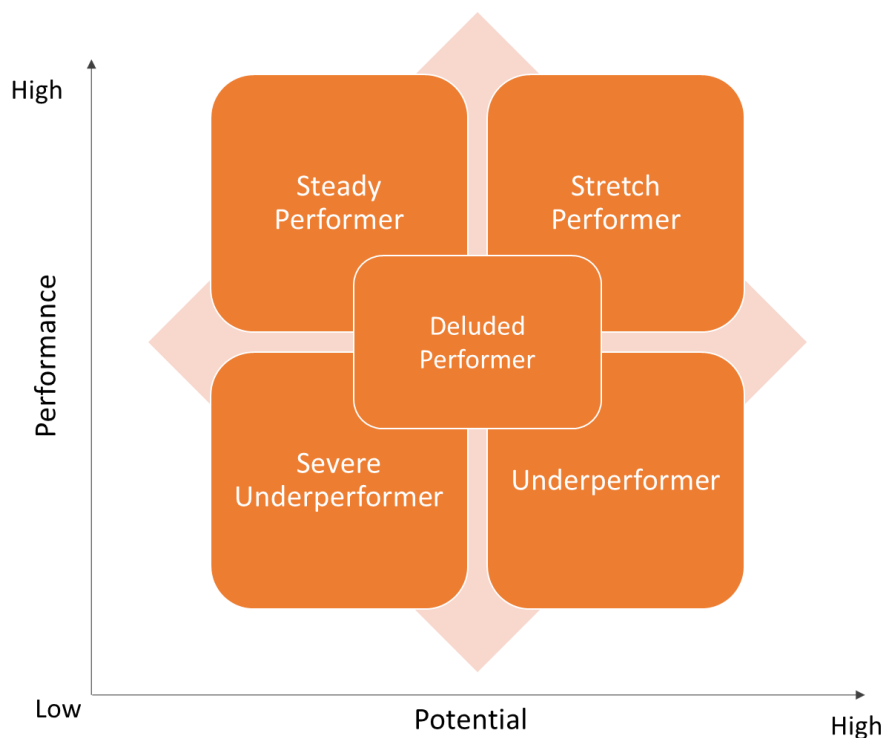 High
Steady
Performer
Stretch
Performer
Performance
Deluded
Performer
Severe
Underperformer
Underperformer
Low
Potential
High